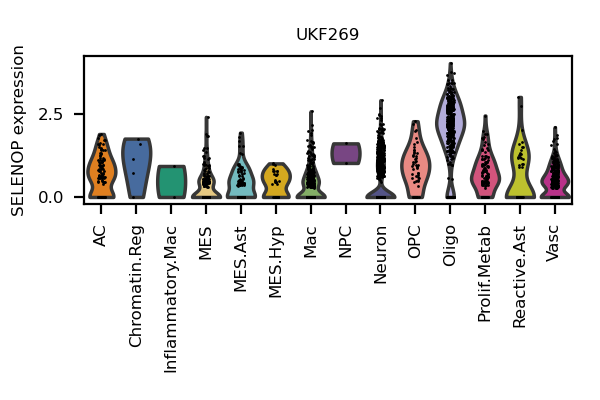 UKF269
SELENOP expression
2.5
0.0
AC
Chromatin.Reg
Inflammatory.Mac
MES
MES.Ast
MES.Hyp
Mac
NPC
Neuron
OPC
Oligo
Prolif.Metab
Reactive.Ast
Vasc